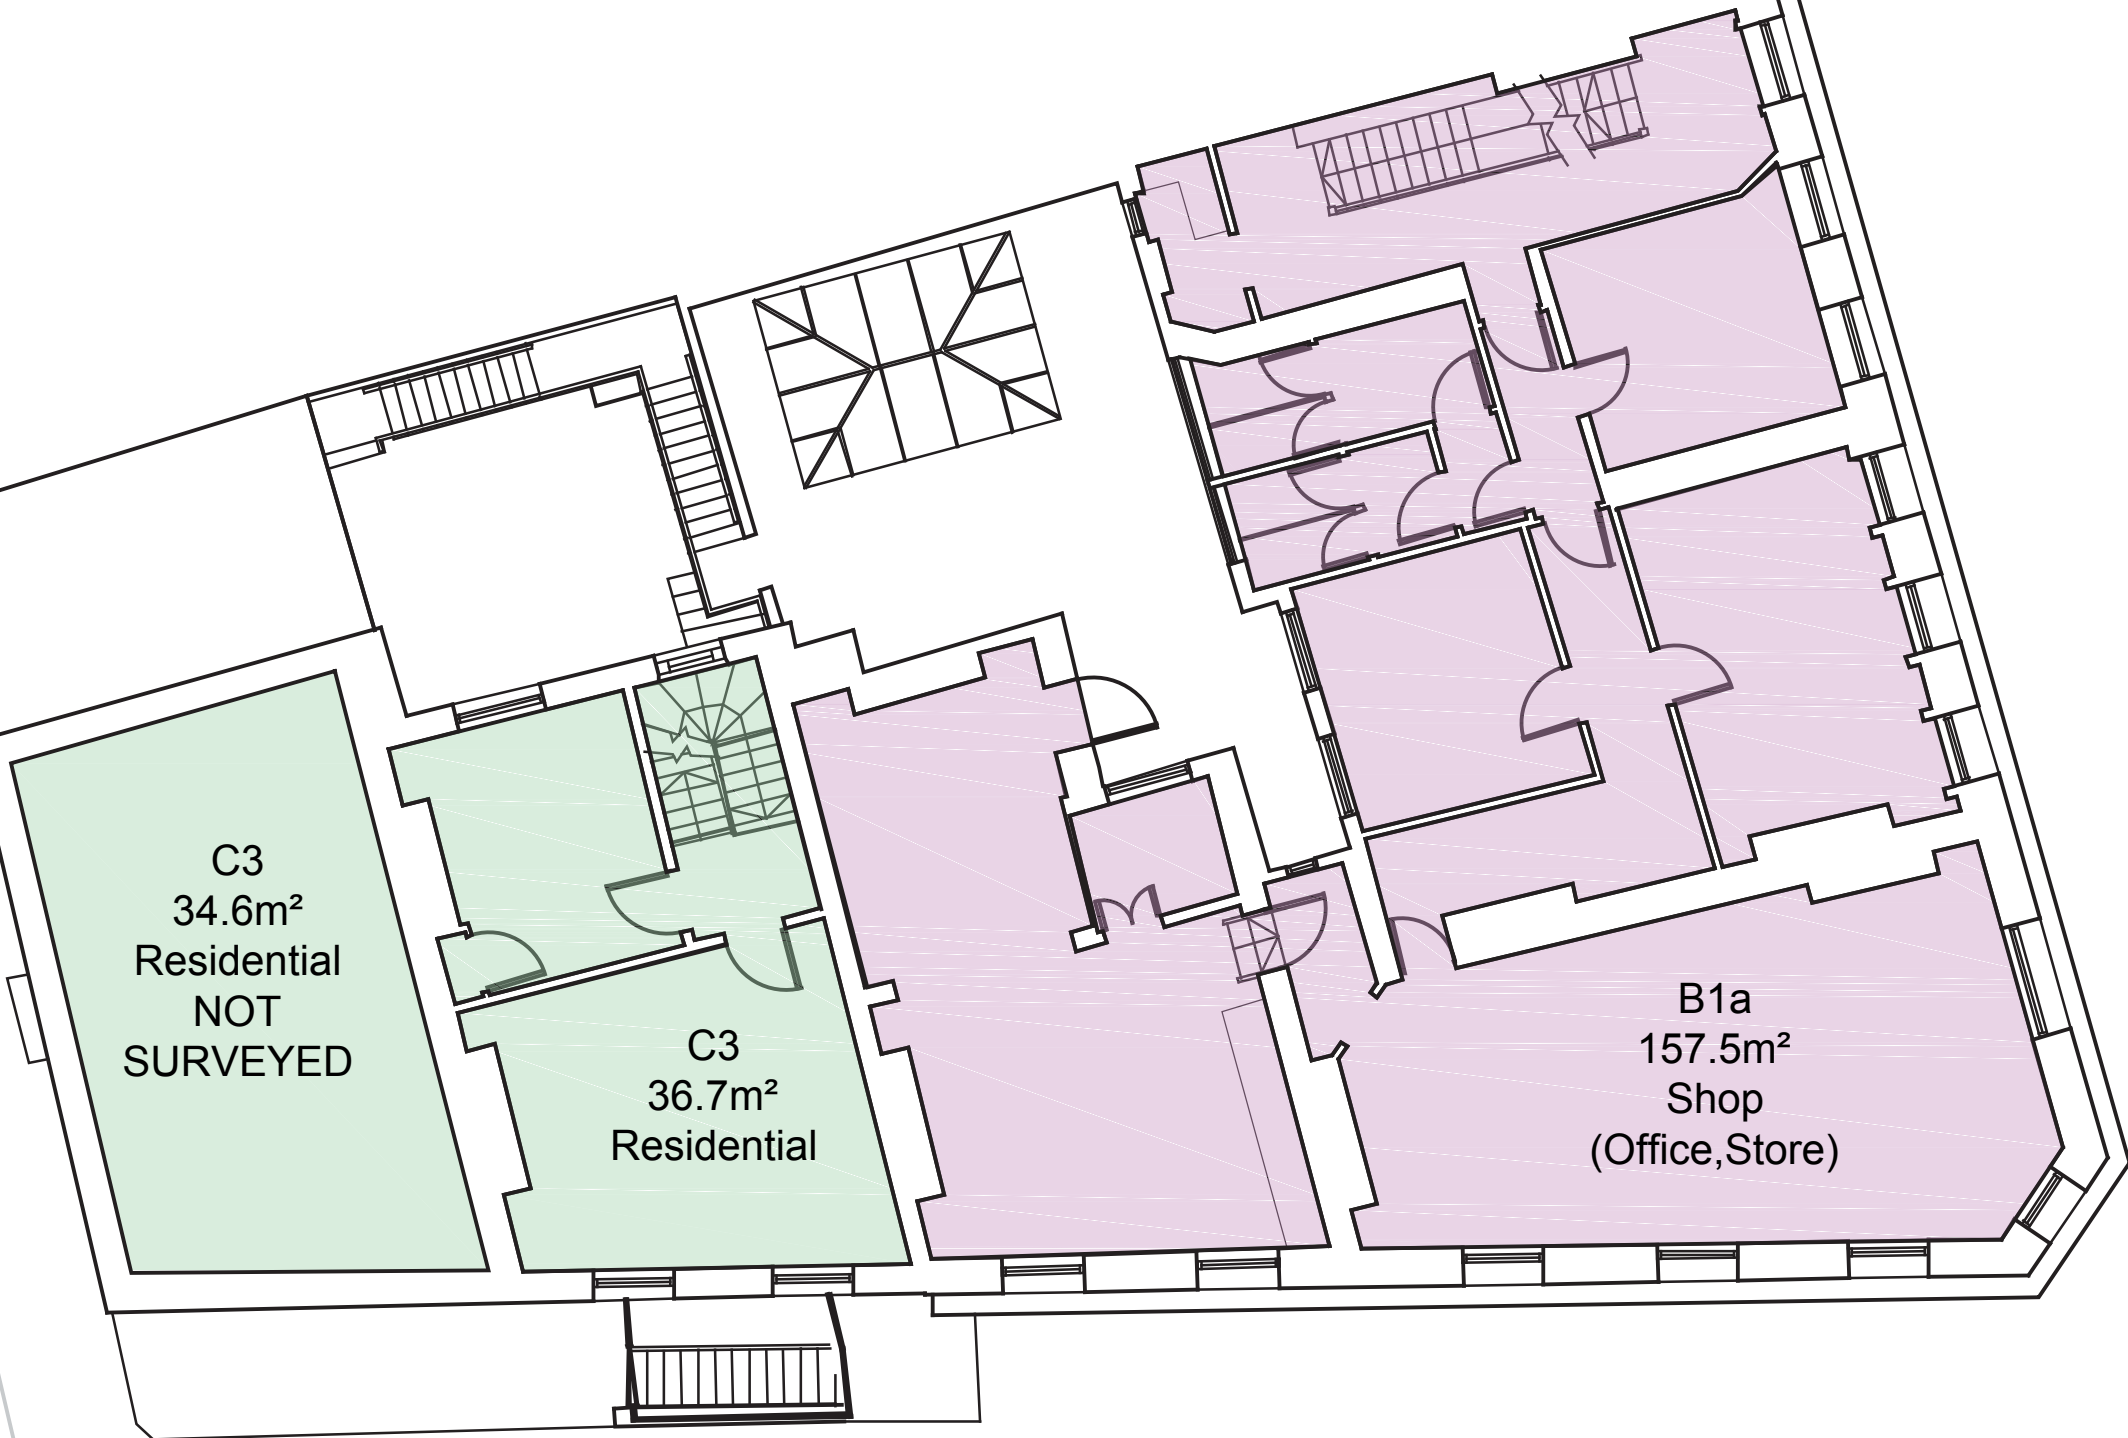 C3
34.6m²
Residential
NOT
SURVEYED
C3
36.7m²
Residential
B1a
157.5m²
Shop
(Office,Store)